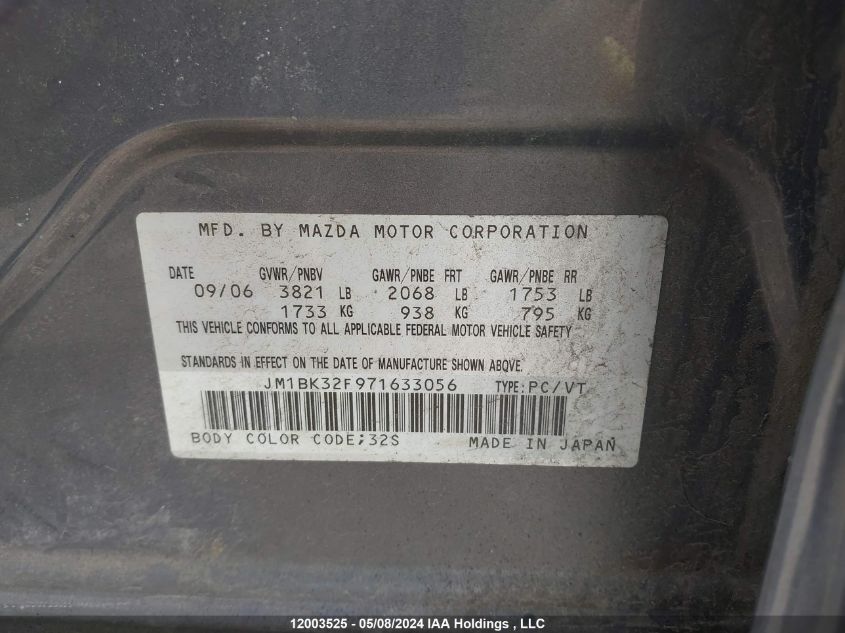 MFD. BY MAZDA MOTOR CORPORATION
DATE GVWR/PNBV GAWR/PNBE FRT GAWR/PNBE RR
09/06 3821 LB 2068 LB 1753 LB
1733 KG 938 KG 795 KG
THIS VEHICLE CONFORMS TO ALL APPLICABLE FEDERAL MOTOR VEHICLE SAFETY
STANDARDS IN EFFECT ON THE DATE OF MANUFACTURE SHOWN ABOVE.
JM1BK32F971633056 TYPE:PC/VT
BODY COLOR CODE;32S MADE IN JAPAN
12003525 - 05/08/2024 IAA Holdings , LLC